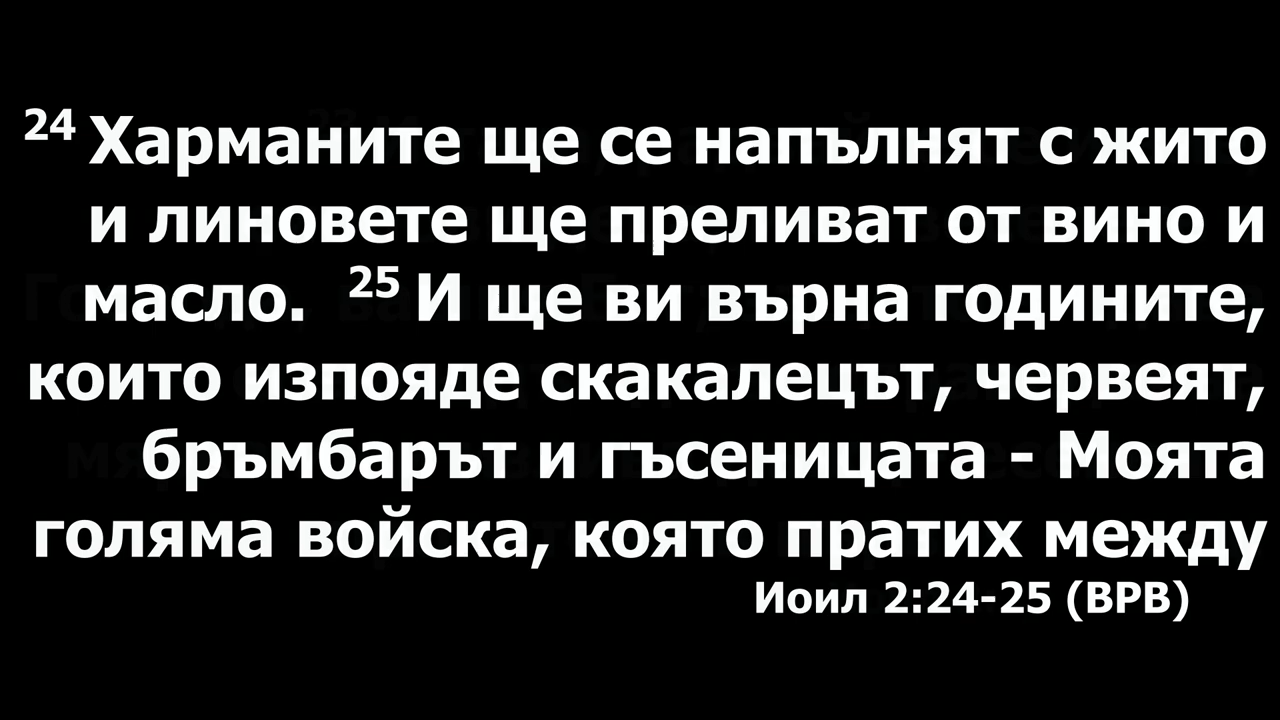 24 Харманите ще се напълнят с жито
и линовете ще преливат от вино и
масло. 25 И ще ви върна годините,
които изпояде скакалецът, червеят,
бръмбарът и гъсеницата - Моята
голяма войска, която пратих между
Иоил 2:24-25 (ВРВ)